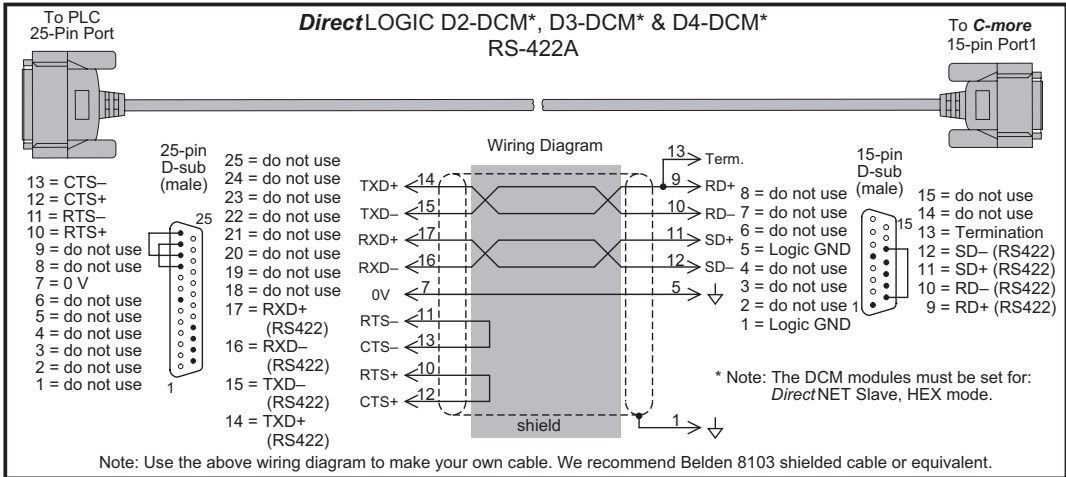 To PLC
25-Pin Port
DirectLOGIC D2-DCM*, D3-DCM* & D4-DCM*
RS-422A
To C-more
15-pin Port1
25-pin
D-sub
(male)
13 = CTS–
12 = CTS+
11 = RTS–
10 = RTS+
9 = do not use
8 = do not use
7 = 0 V
6 = do not use
5 = do not use
4 = do not use
3 = do not use
2 = do not use
1 = do not use
25
1
25 = do not use
24 = do not use
23 = do not use
22 = do not use
21 = do not use
20 = do not use
19 = do not use
18 = do not use
17 = RXD+
(RS422)
16 = RXD–
(RS422)
15 = TXD–
(RS422)
14 = TXD+
(RS422)
Wiring Diagram
13 Term.
TXD+ 14 9 RD+
TXD– 15 10 RD–
RXD+ 17 11 SD+
RXD– 16 12 SD–
0V 7 5
RTS– 11
CTS– 13
RTS+ 10
CTS+ 12
shield
1
15-pin
D-sub
(male)
8 = do not use
7 = do not use
6 = do not use
5 = Logic GND
4 = do not use
3 = do not use
2 = do not use
1 = Logic GND
15
1
15 = do not use
14 = do not use
13 = Termination
12 = SD– (RS422)
11 = SD+ (RS422)
10 = RD– (RS422)
9 = RD+ (RS422)
* Note: The DCM modules must be set for:
DirectNET Slave, HEX mode.
Note: Use the above wiring diagram to make your own cable. We recommend Belden 8103 shielded cable or equivalent.